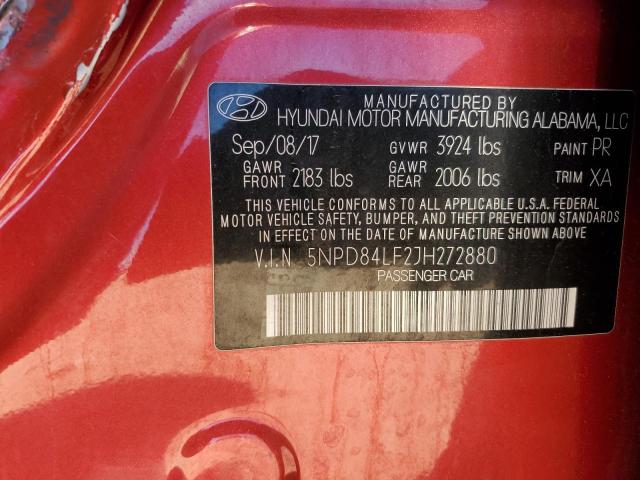 MANUFACTURED BY
HYUNDAI MOTOR MANUFACTURING ALABAMA, LLC
Sep/08/17 GVWR 3924 lbs PAINT PR
GAWR FRONT 2183 lbs GAWR REAR 2006 lbs TRIM XA
THIS VEHICLE CONFORMS TO ALL APPLICABLE U.S.A. FEDERAL
MOTOR VEHICLE SAFETY, BUMPER, AND THEFT PREVENTION STANDARDS
IN EFFECT ON THE DATE OF MANUFACTURE SHOWN ABOVE
V.I.N 5NPD84LF2JH272880
PASSENGER CAR